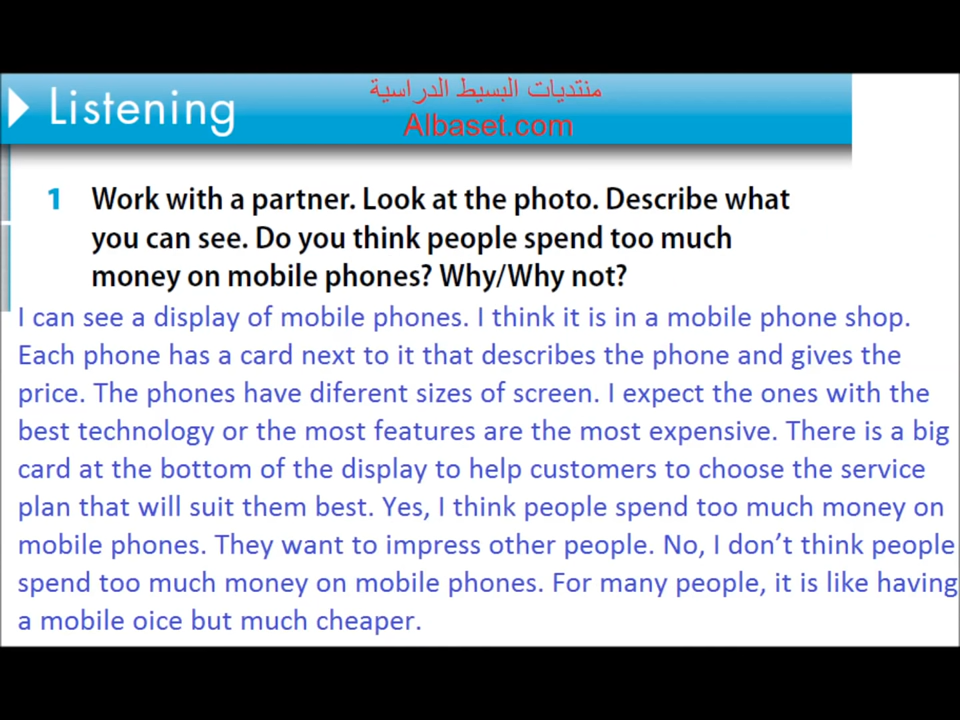 Listening
منتديات البسيط الدراسية
Albaset.com
1 Work with a partner. Look at the photo. Describe what
you can see. Do you think people spend too much
money on mobile phones? Why/Why not?
I can see a display of mobile phones. I think it is in a mobile phone shop.
Each phone has a card next to it that describes the phone and gives the
price. The phones have diferent sizes of screen. I expect the ones with the
best technology or the most features are the most expensive. There is a big
card at the bottom of the display to help customers to choose the service
plan that will suit them best. Yes, I think people spend too much money on
mobile phones. They want to impress other people. No, I don’t think people
spend too much money on mobile phones. For many people, it is like having
a mobile oice but much cheaper.